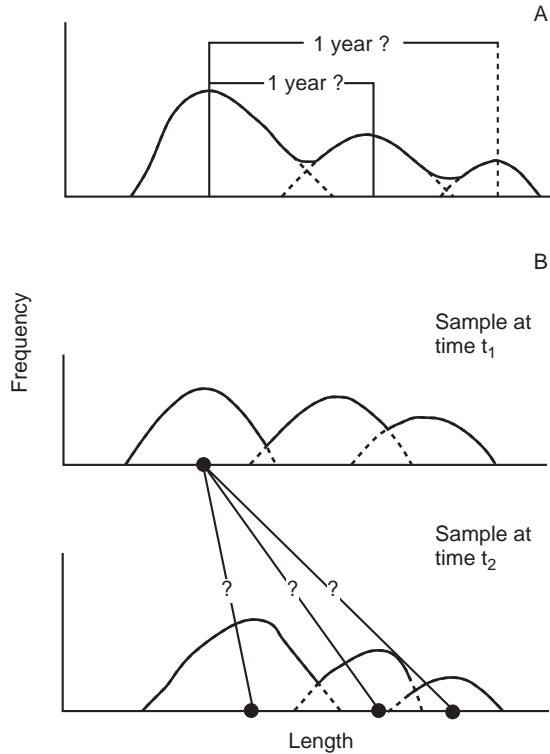 A
1 year ?
1 year ?
B
Frequency
Sample at
time t1
Sample at
time t2
? ? ?
Length